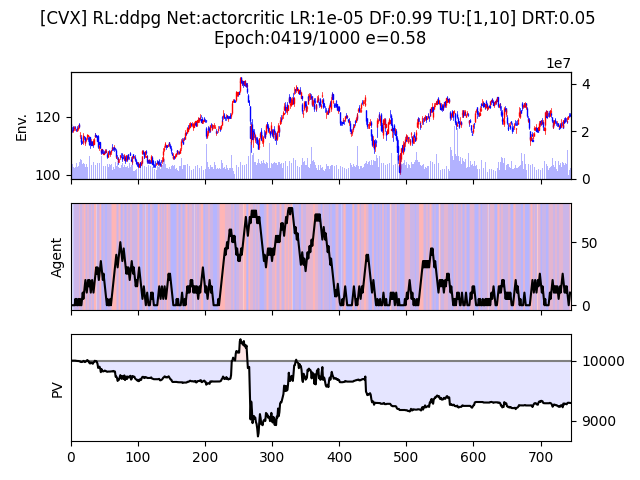 [CVX] RL:ddpg Net:actorcritic LR:1e-05 DF:0.99 TU:[1,10] DRT:0.05
Epoch:0419/1000 e=0.58
1e7
Env.
120
100
4
2
0
Agent
50
0
PV
10000
9000
0 100 200 300 400 500 600 700